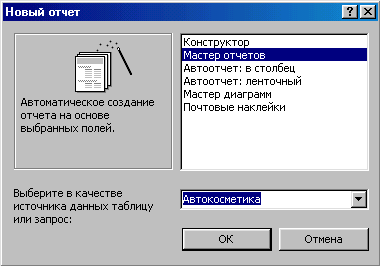 Новый отчет
Автоматическое создание
отчета на основе
выбранных полей.
Конструктор
Мастер отчетов
Автоотчет: в столбец
Автоотчет: ленточный
Мастер диаграмм
Почтовые наклейки
Выберите в качестве
источника данных таблицу
или запрос:
Автокосметика
ОК
Отмена